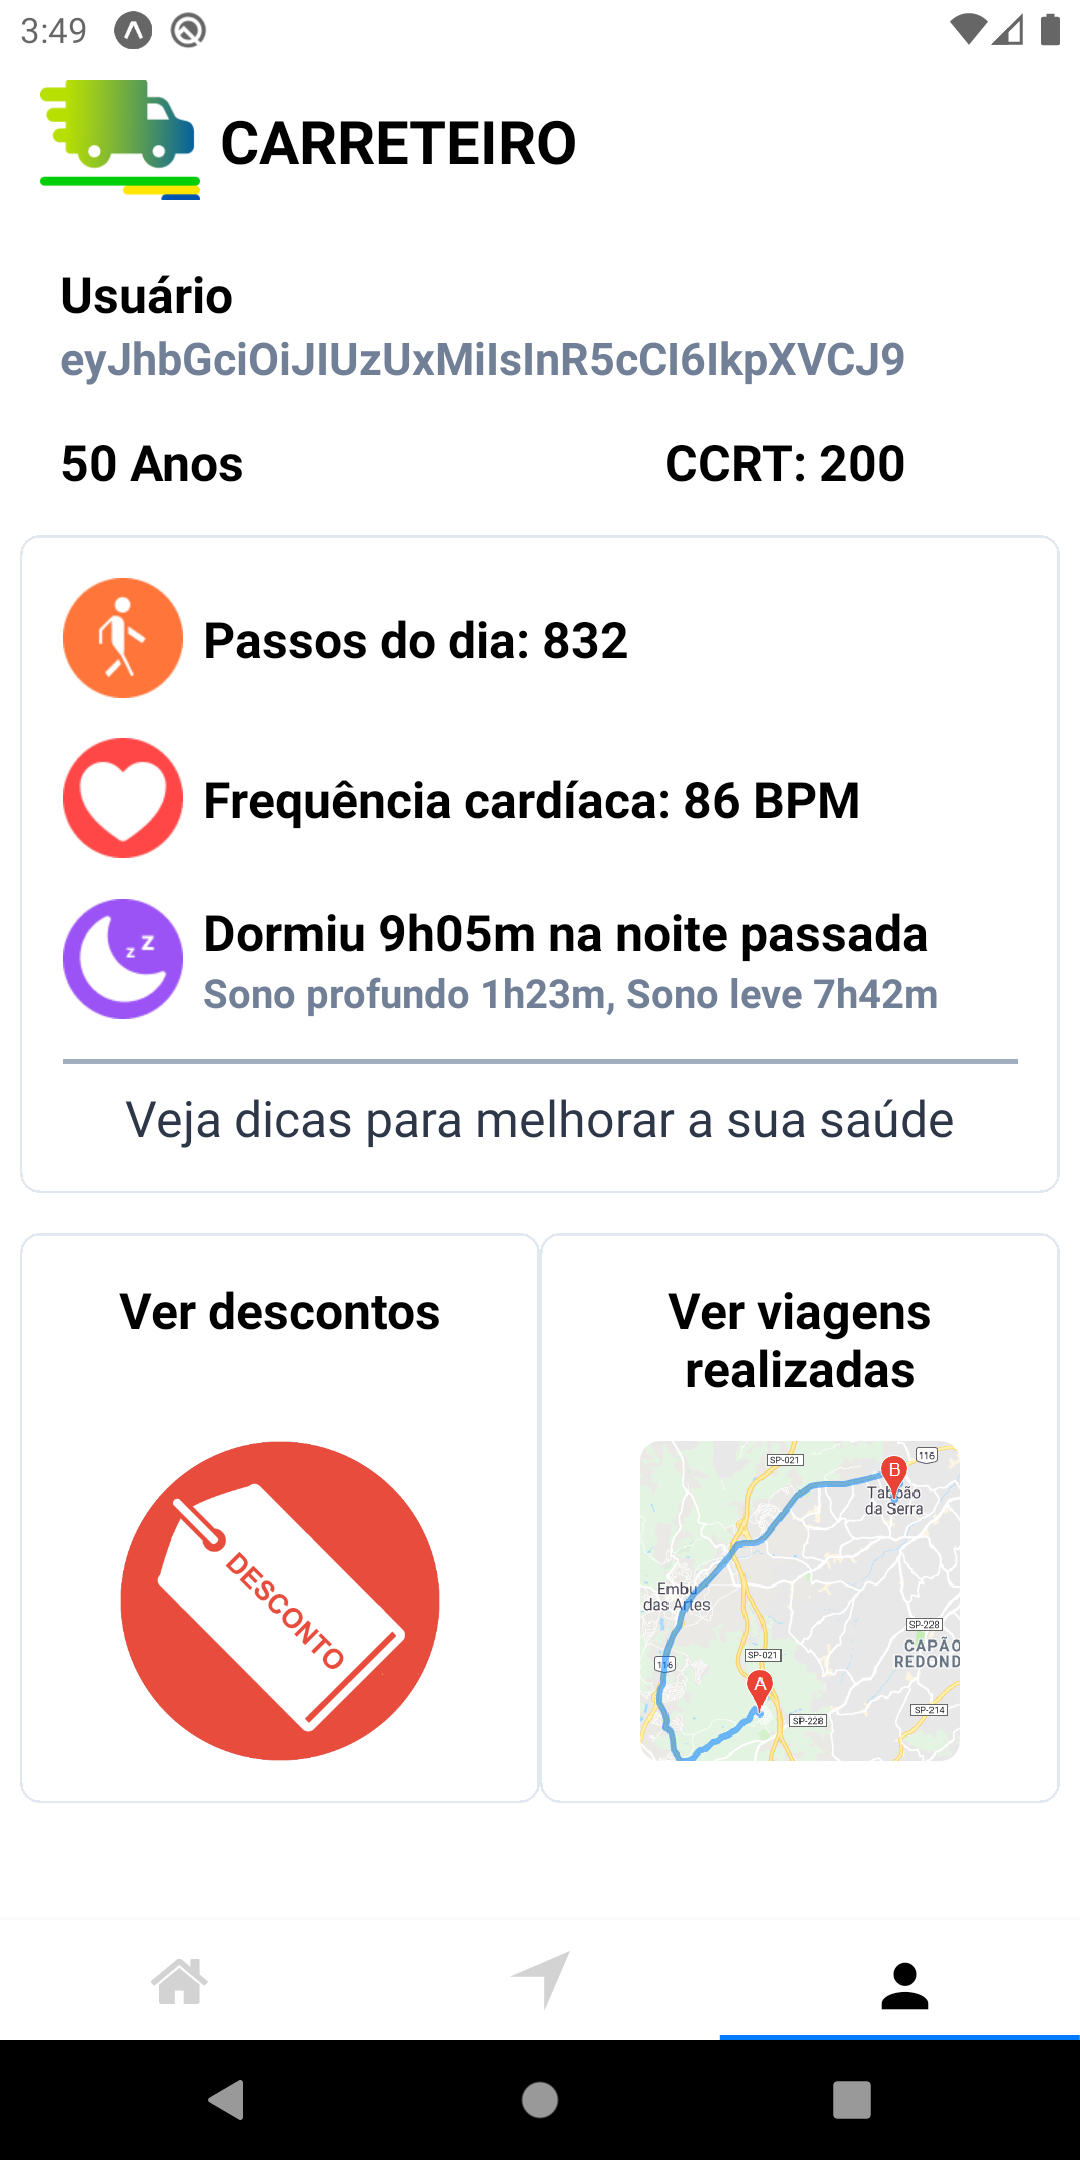 3:49
CARRETEIRO
Usuário
eyJhbGciOiJIUzUxMiIsInR5cCI6IkpXVCJ9
50 Anos
CCRT: 200
Passos do dia: 832
Frequência cardíaca: 86 BPM
z z
Dormiu 9h05m na noite passada
Sono profundo 1h23m, Sono leve 7h42m
Veja dicas para melhorar a sua saúde
Ver descontos
DESCONTO
Ver viagens
realizadas
SP-021
116
B
Taboão
da Serra
Embu
das Artes
SP-228
CAPÃO
REDOND
SP-021
116
A
SP-214
SP-228